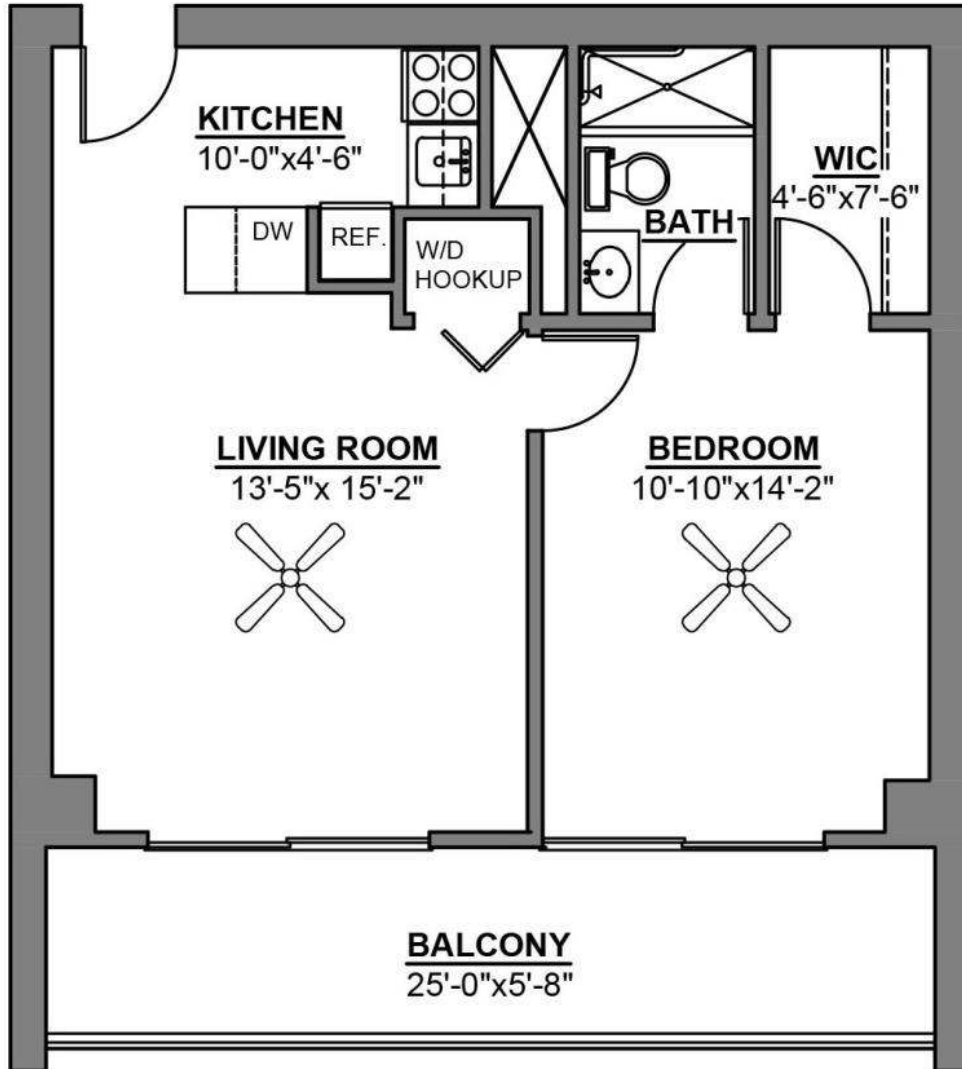 KITCHEN
10'-0"x4'-6"
WIC
4'-6"x7'-6"
BATH
DW
REF.
W/D
HOOKUP
LIVING ROOM
13'-5"x 15'-2"
BEDROOM
10'-10"x14'-2"
BALCONY
25'-0"x5'-8"